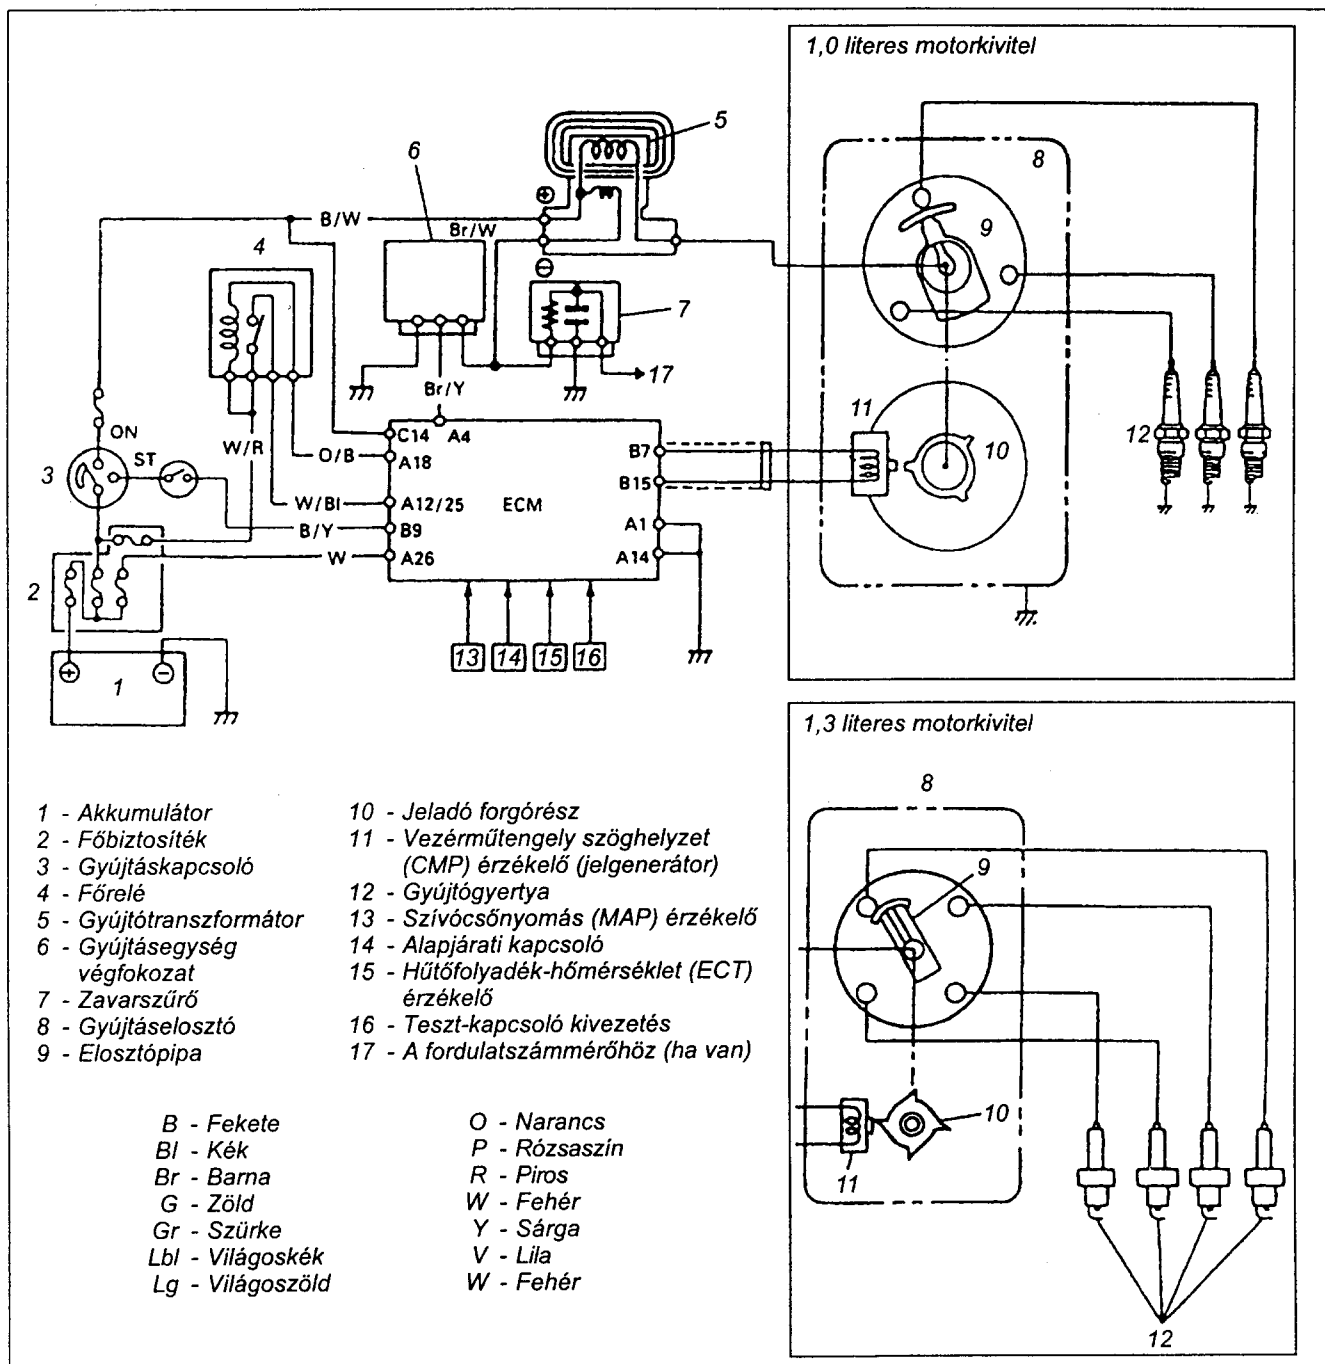 1,0 literes motorkivitel
5
6
8
⊕
B/W
Br/W
9
4
⊖
7
17
Br/Y
11
ON
C14
A4
B7
10
12
W/R
O/B
A18
3
ST
B15
W/Bl
A12/25
ECM
B/Y
B9
A1
W
A26
A14
2
13
14
15
16
⊕
⊖
1
1,3 literes motorkivitel
8
9
10
11
12
1 - Akkumulátor
2 - Főbiztosíték
3 - Gyújtáskapcsoló
4 - Főrelé
5 - Gyújtótranszformátor
6 - Gyújtásegység
végfokozat
7 - Zavarszűrő
8 - Gyújtáselosztó
9 - Elosztópipa
10 - Jeladó forgórész
11 - Vezérműtengely szöghelyzet
(CMP) érzékelő (jelgenerátor)
12 - Gyújtógyertya
13 - Szívócsőnyomás (MAP) érzékelő
14 - Alapjárati kapcsoló
15 - Hűtőfolyadék-hőmérséklet (ECT)
érzékelő
16 - Teszt-kapcsoló kivezetés
17 - A fordulatszámmérőhöz (ha van)
B - Fekete
Bl - Kék
Br - Barna
G - Zöld
Gr - Szürke
Lbl - Világoskék
Lg - Világoszöld
O - Narancs
P - Rózsaszín
R - Piros
W - Fehér
Y - Sárga
V - Lila
W - Fehér